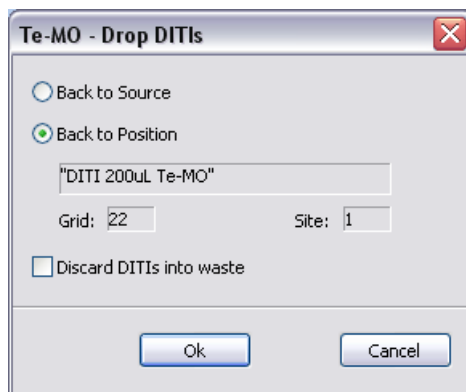 Te-MO - Drop DITIs
Back to Source
Back to Position
"DITI 200uL Te-MO"
Grid: 22 Site: 1
Discard DITIs into waste
Ok Cancel